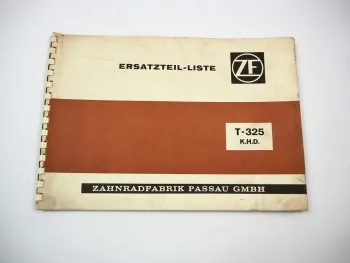 ERSATZTEIL-LISTE
ZF
T-325
K.H.D.
ZAHNRADFABRIK PASSAU GMBH